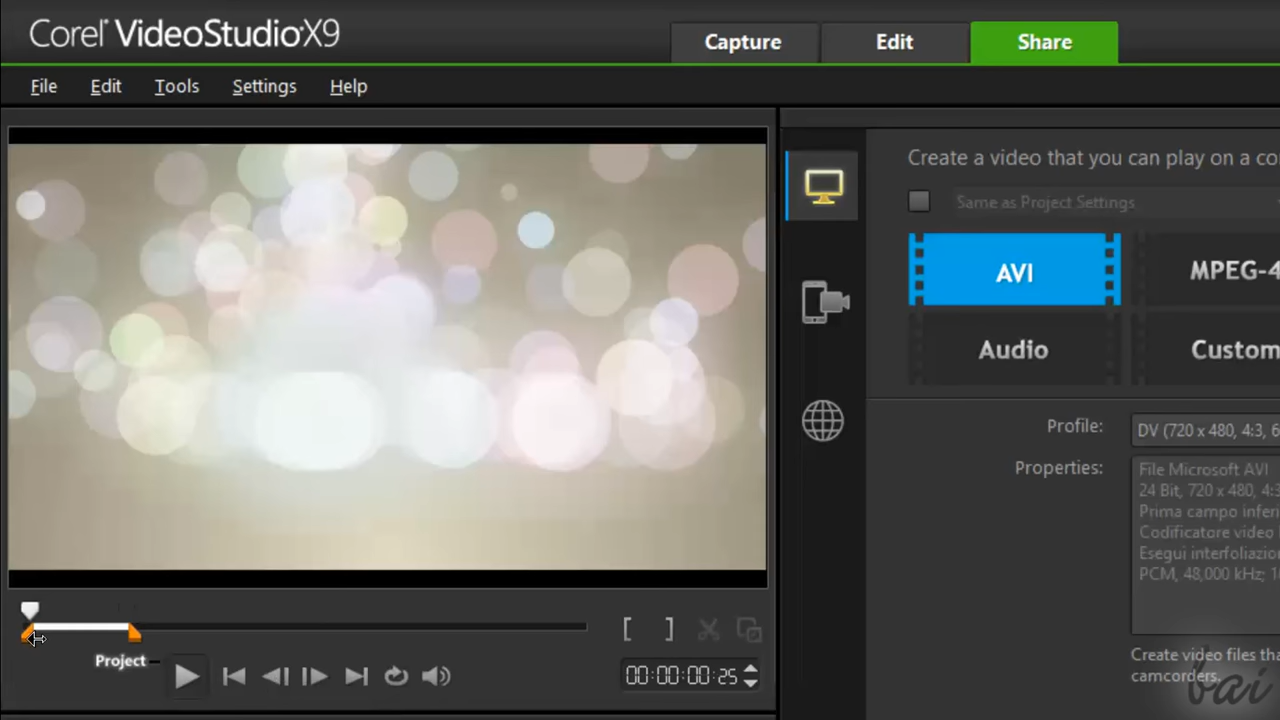 Corel® VideoStudio® X9
Capture Edit Share
File Edit Tools Settings Help
Create a video that you can play on a co
Same as Project Settings
AVI
MPEG-4
Audio
Custom
Profile:
DV (720 x 480, 4:3, 6
Properties:
File Microsoft AVI
24 Bit, 720 x 480, 4:3
Prima campo inferi
Codificatore video
Esegui interfoliazio
PCM, 48,000 kHz; 1
[ ]
Project
00:00:00:25
Create video files tha
camcorders.
bai